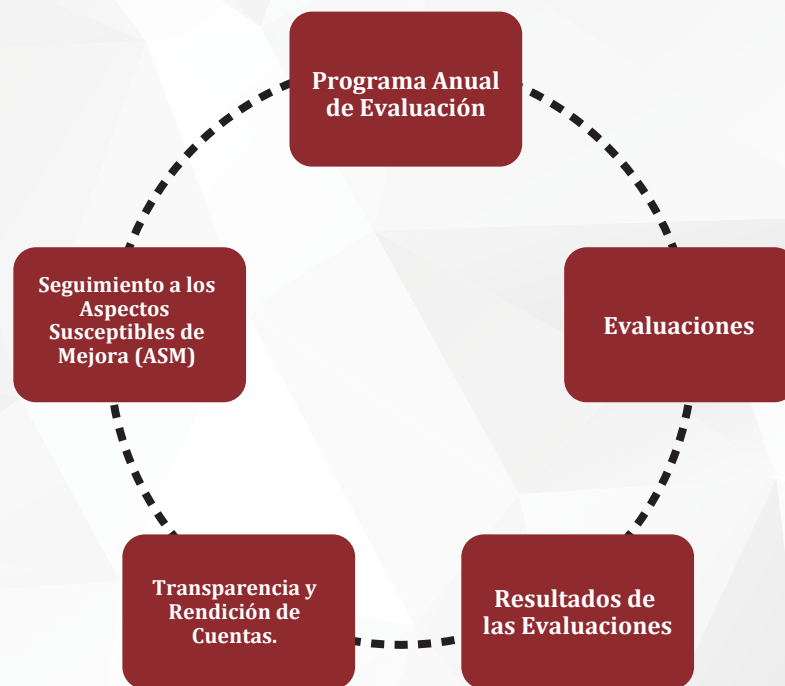 Programa Anual
de Evaluación
Evaluaciones
Resultados de
las Evaluaciones
Transparencia y
Rendición de
Cuentas.
Seguimiento a los
Aspectos
Susceptibles de
Mejora (ASM)